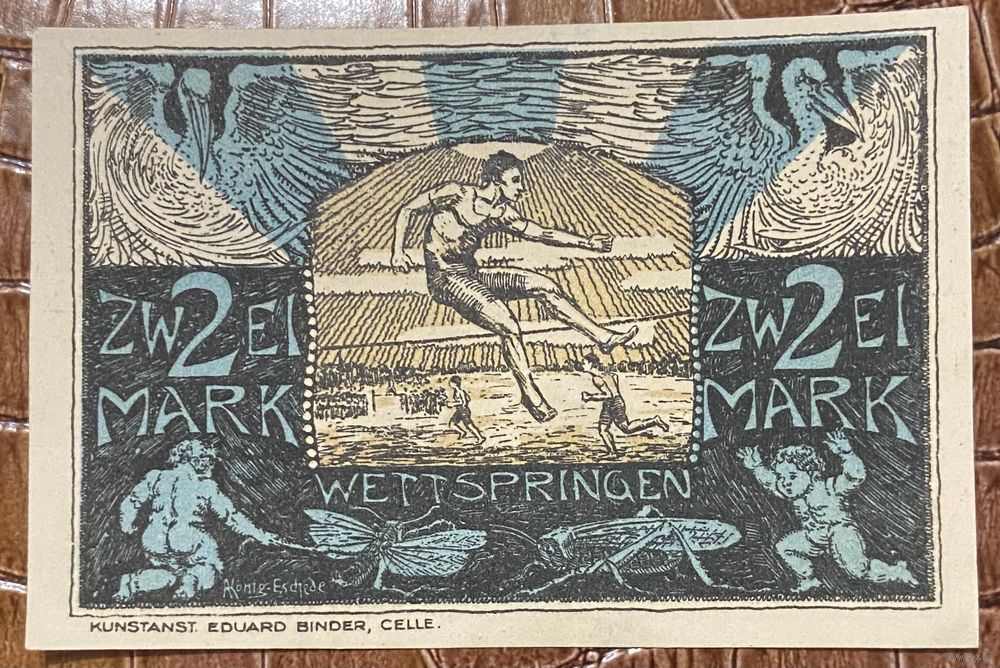 ZW2EI ZW2EI
MARK MARK
WETTSPRINGEN
A.König-Eschede
KUNSTANST. EDUARD BINDER, CELLE.